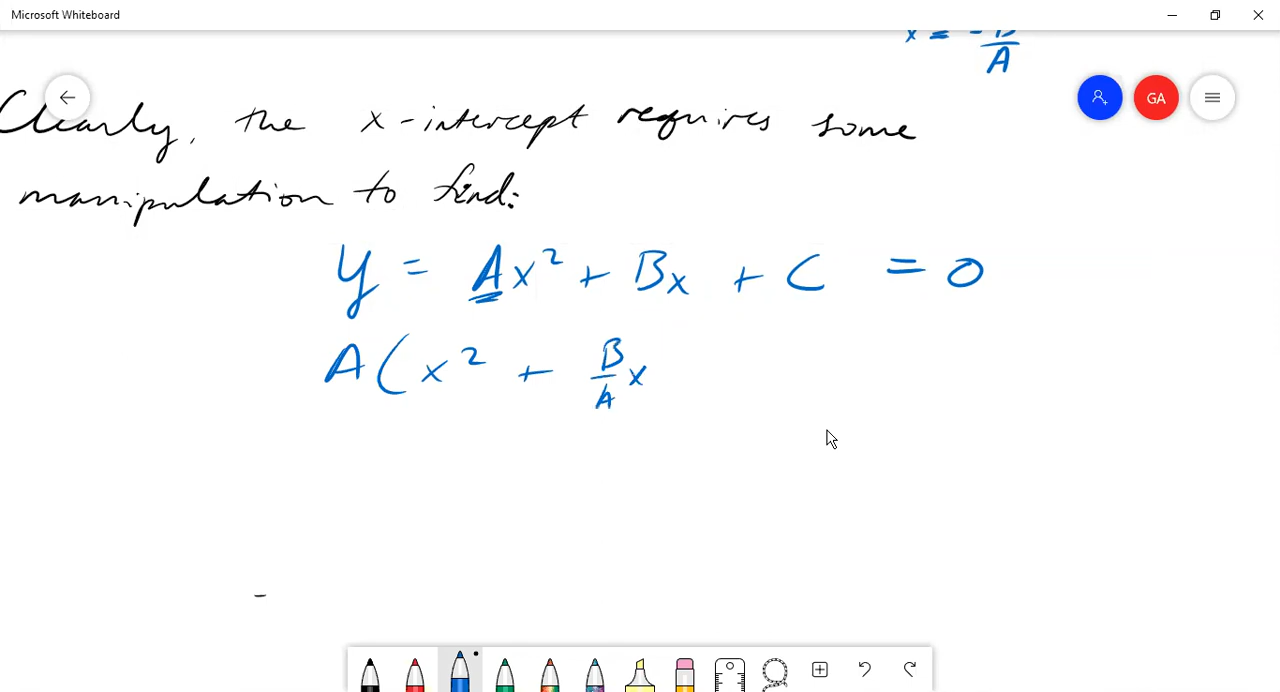 Microsoft Whiteboard
x = - B/A
Clearly, the x-intercept requires some
GA
manipulation to find:
y = Ax² + Bx + C = 0
A(x² + B/A x